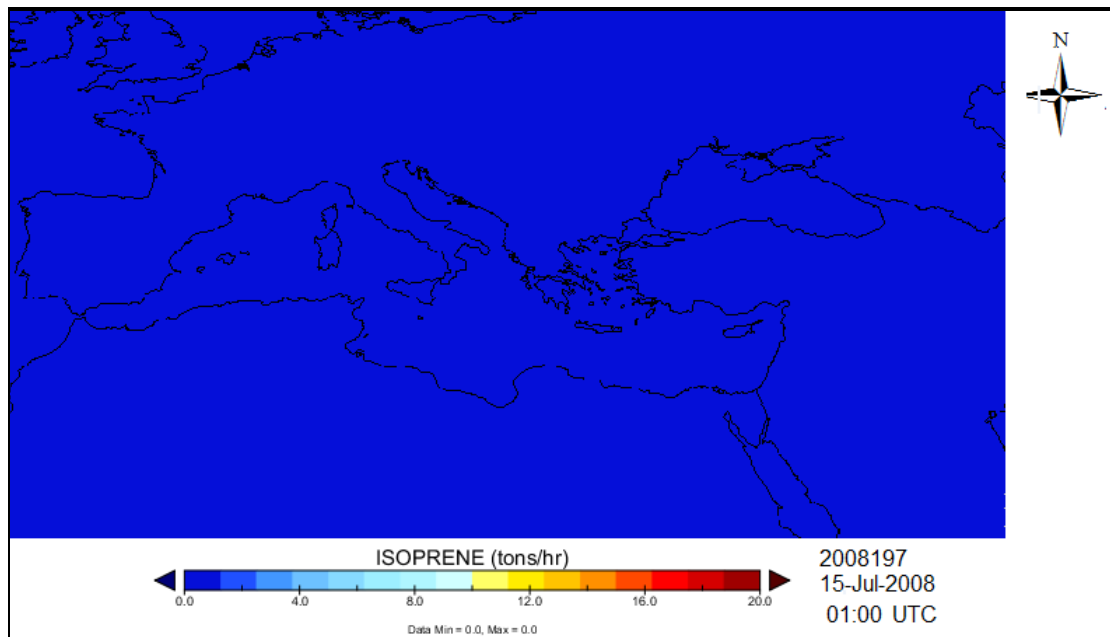 N
ISOPRENE (tons/hr)
0.0 4.0 8.0 12.0 16.0 20.0
Data Min = 0.0, Max = 0.0
2008197
15-Jul-2008
01:00 UTC